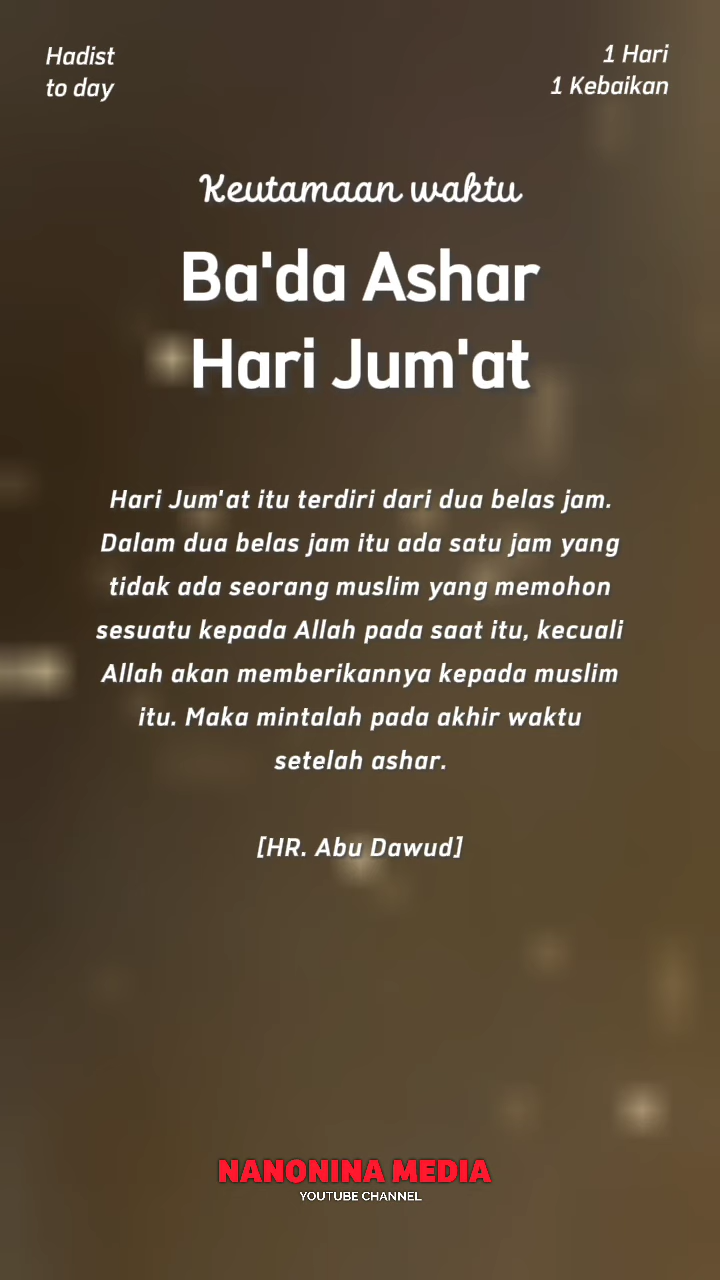 Hadist
to day
1 Hari
1 Kebaikan
Keutamaan waktu
Ba'da Ashar
Hari Jum'at
Hari Jum'at itu terdiri dari dua belas jam.
Dalam dua belas jam itu ada satu jam yang
tidak ada seorang muslim yang memohon
sesuatu kepada Allah pada saat itu, kecuali
Allah akan memberikannya kepada muslim
itu. Maka mintalah pada akhir waktu
setelah ashar.
[HR. Abu Dawud]
NANONINA MEDIA
YOUTUBE CHANNEL